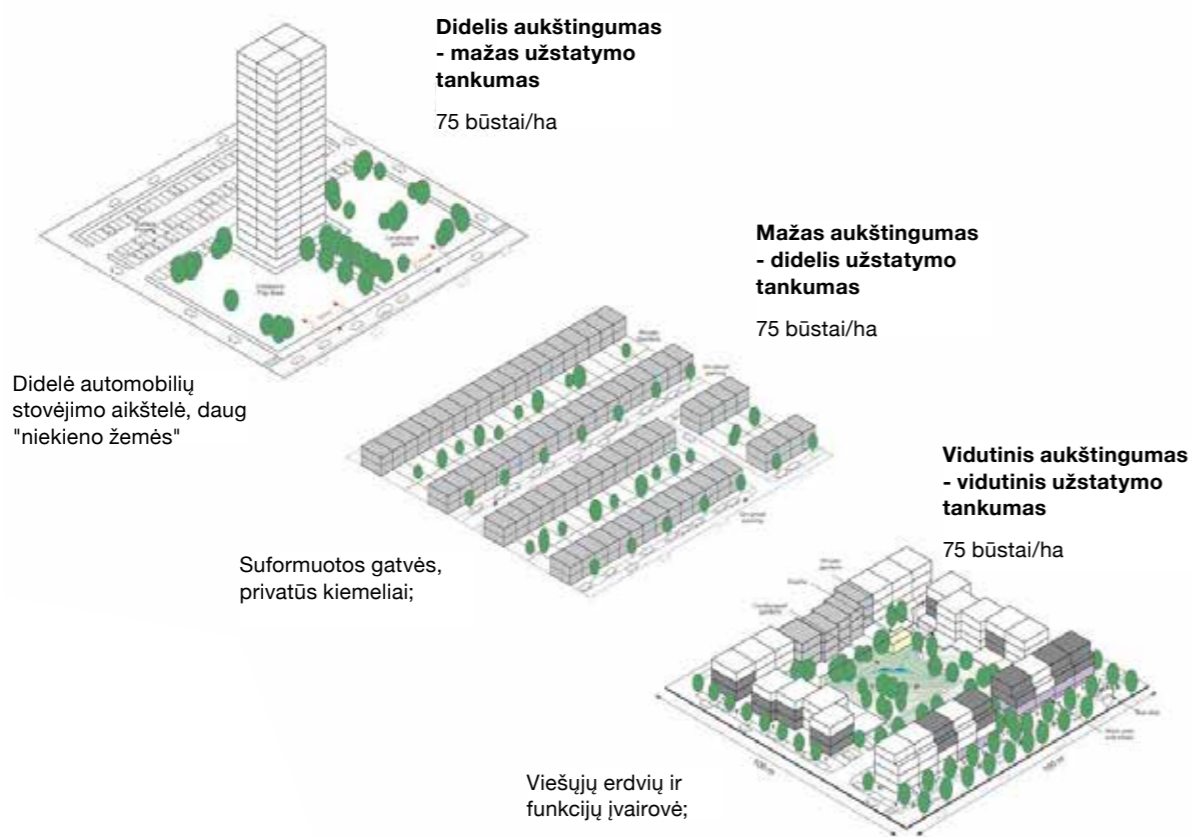 Didelis aukštingumas
- mažas užstatymo
tankumas
75 būstai/ha
Didelė automobilių
stovėjimo aikštelė, daug
"niekieno žemės"
Mažas aukštingumas
- didelis užstatymo
tankumas
75 būstai/ha
Suformuotos gatvės,
privatūs kiemeliai;
Vidutinis aukštingumas
- vidutinis užstatymo
tankumas
75 būstai/ha
Viešųjų erdvių ir
funkcijų įvairovė;
100 m
100 m